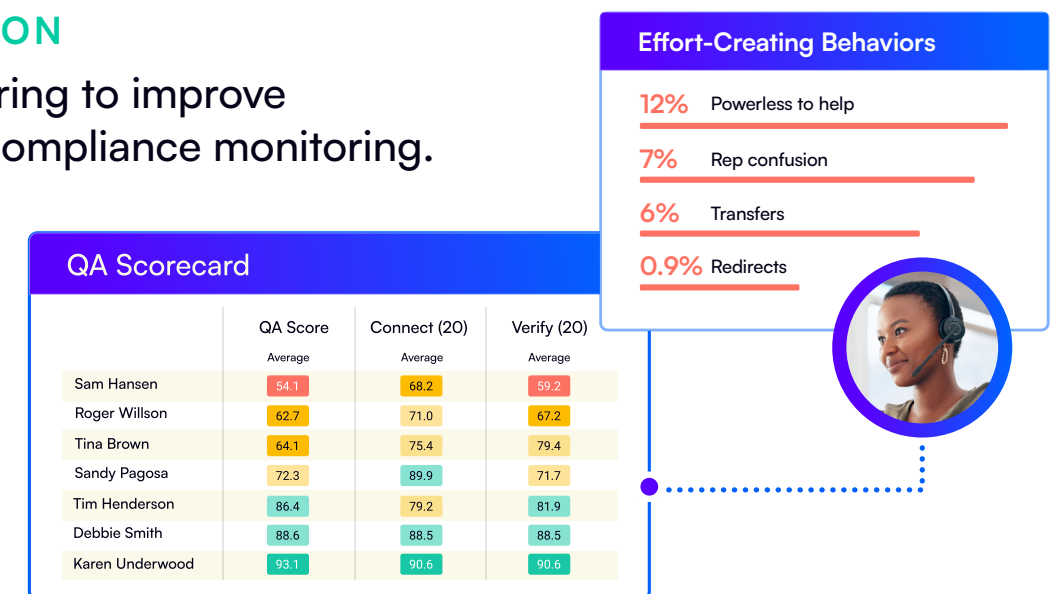 ON
ring to improve
ompliance monitoring.
Effort-Creating Behaviors
12% Powerless to help
7% Rep confusion
6% Transfers
0.9% Redirects
QA Scorecard
QA Score Connect (20) Verify (20)
Average Average Average
Sam Hansen 54.1 68.2 59.2
Roger Willson 62.7 71.0 67.2
Tina Brown 64.1 75.4 79.4
Sandy Pagosa 72.3 89.9 71.7
Tim Henderson 86.4 79.2 81.9
Debbie Smith 88.6 88.5 88.5
Karen Underwood 93.1 90.6 90.6